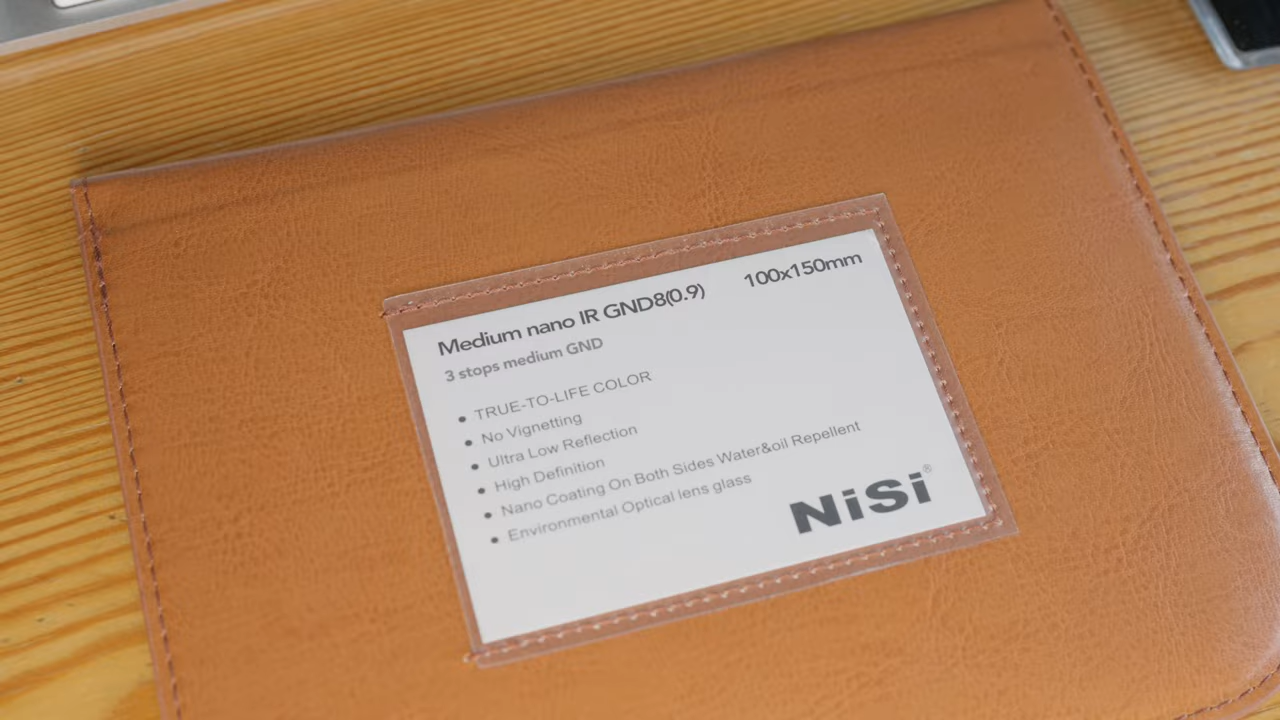 Medium nano IR GND8(0.9) 100x150mm
3 stops medium GND
• TRUE-TO-LIFE COLOR
• No Vignetting
• Ultra Low Reflection
• High Definition
• Nano Coating On Both Sides Water&oil Repellent
• Environmental Optical lens glass
NiSi®